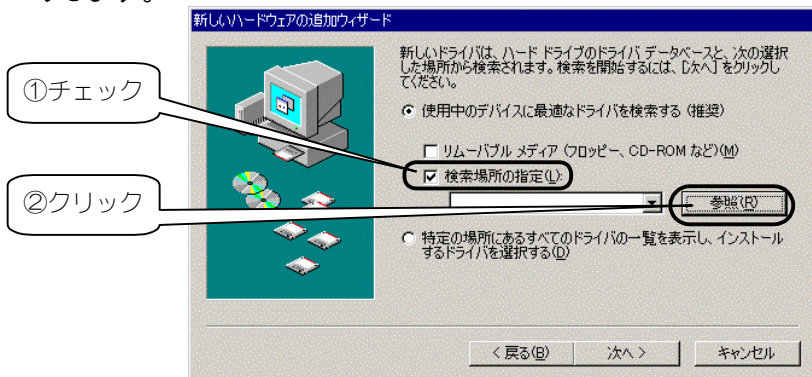 新しいハードウェアの追加ウィザード
新しいドライバは、ハード ドライブのドライバ データベースと、次の選択
した場所から検索されます。検索を開始するには、[次へ] をクリックし
てください。
①チェック
使用中のデバイスに最適なドライバを検索する (推奨)
リムーバブル メディア (フロッピー、CD-ROM など)(M)
検索場所の指定(L):
②クリック
参照(R)
特定の場所にあるすべてのドライバの一覧を表示し、インストール
するドライバを選択する(D)
< 戻る(B)
次へ >
キャンセル